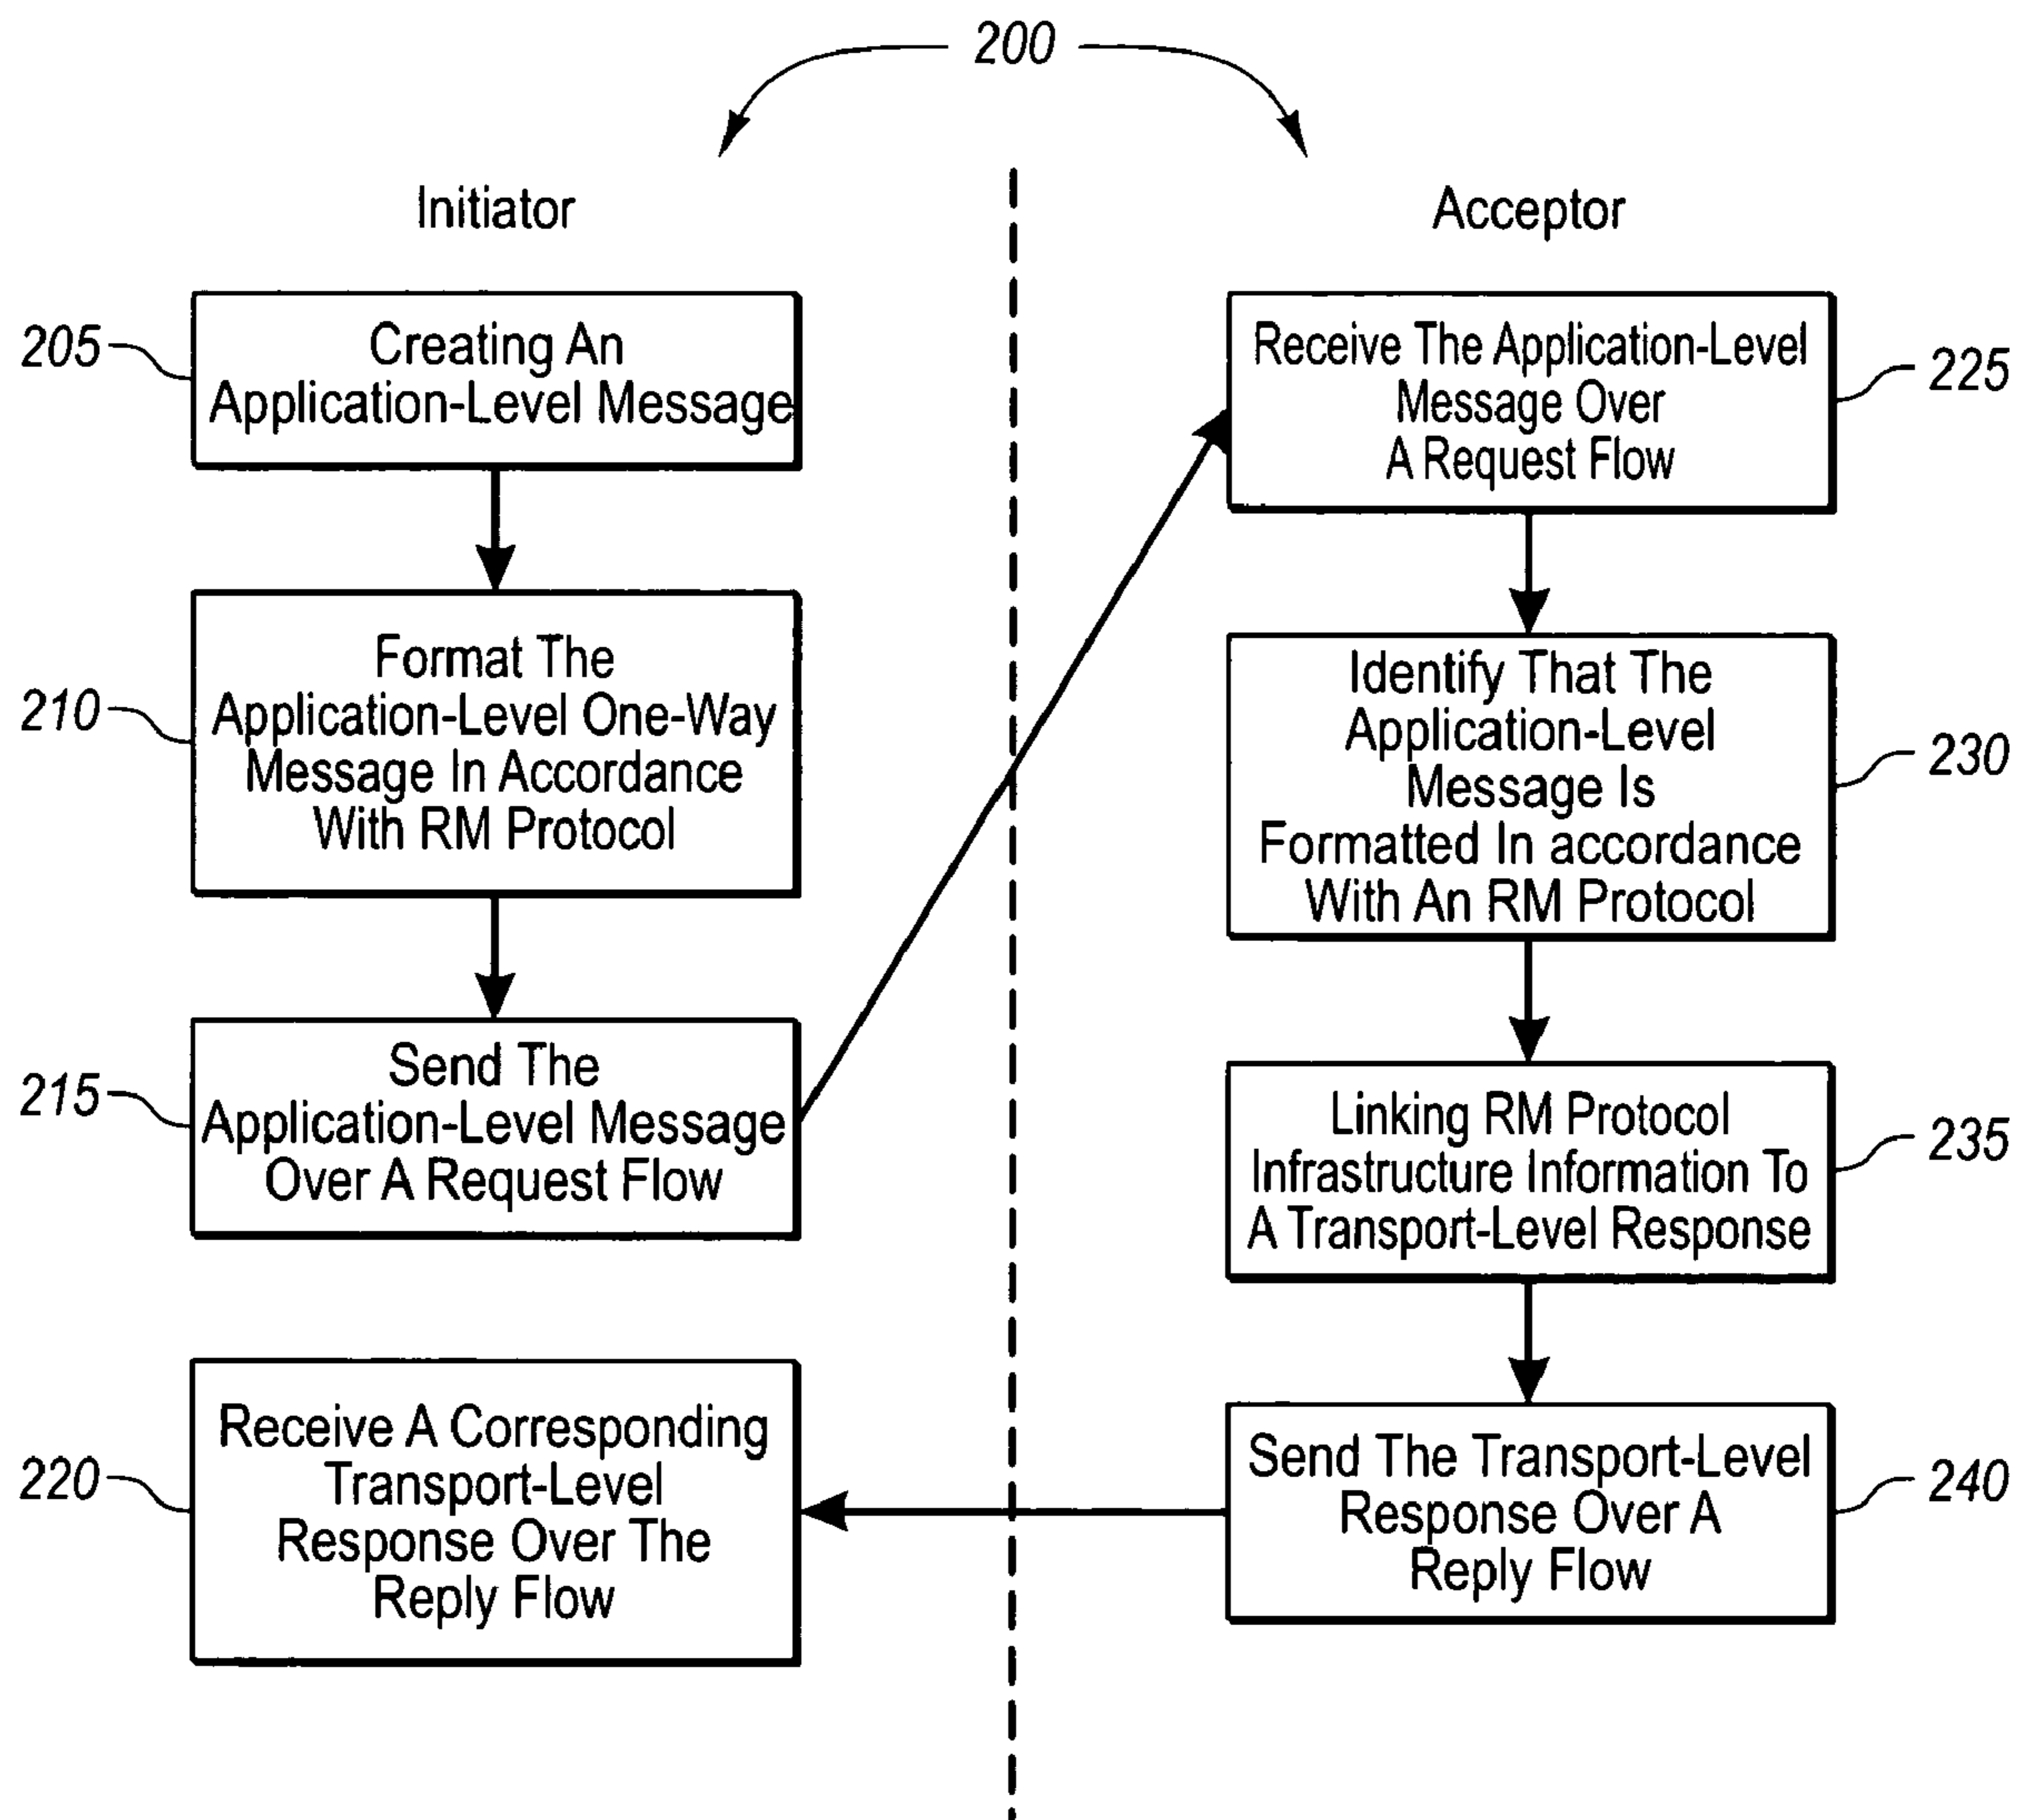 200
Initiator
205
Creating An
Application-Level Message
210
Format The
Application-Level One-Way
Message In Accordance
With RM Protocol
215
Send The
Application-Level Message
Over A Request Flow
220
Receive A Corresponding
Transport-Level
Response Over The
Reply Flow
Acceptor
Receive The Application-Level
Message Over
A Request Flow
225
Identify That The
Application-Level
Message Is
Formatted In accordance
With An RM Protocol
230
Linking RM Protocol
Infrastructure Information To
A Transport-Level Response
235
Send The Transport-Level
Response Over A
Reply Flow
240